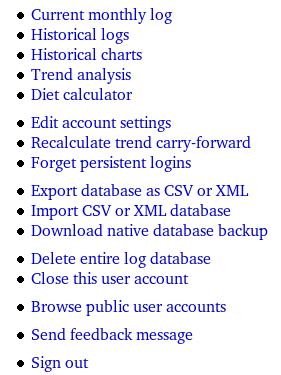 Current monthly log
Historical logs
Historical charts
Trend analysis
Diet calculator
Edit account settings
Recalculate trend carry-forward
Forget persistent logins
Export database as CSV or XML
Import CSV or XML database
Download native database backup
Delete entire log database
Close this user account
Browse public user accounts
Send feedback message
Sign out